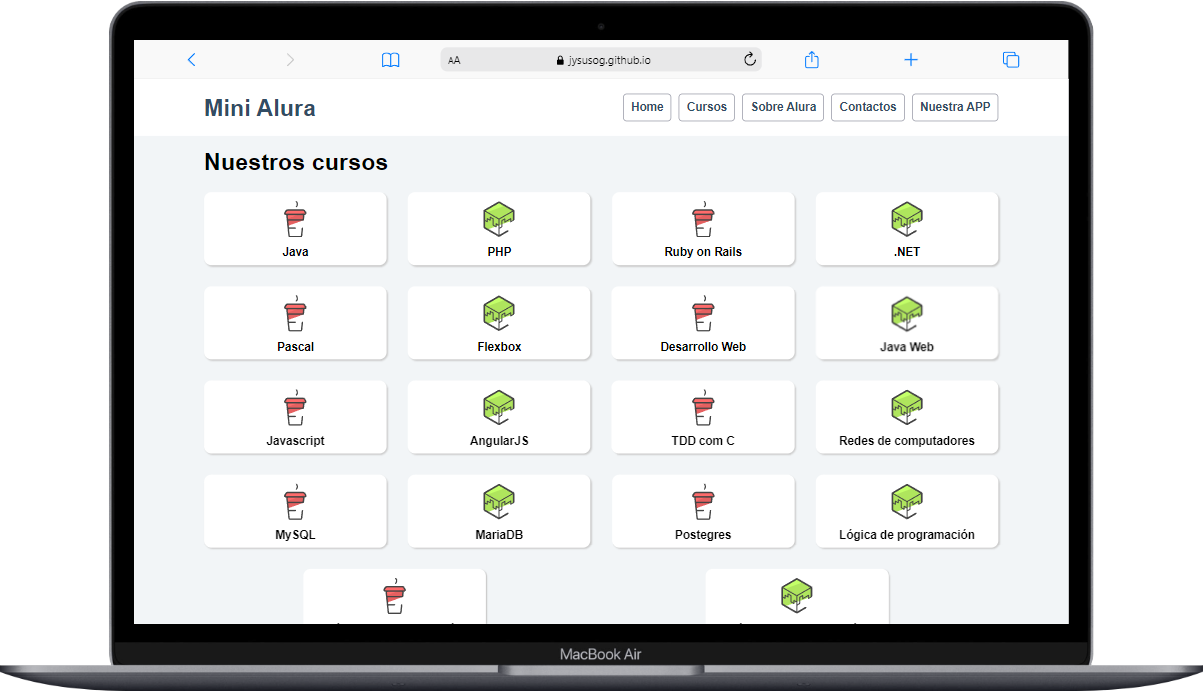 AA jysusog.github.io
Mini Alura Home Cursos Sobre Alura Contactos Nuestra APP
Nuestros cursos
Java PHP Ruby on Rails .NET
Pascal Flexbox Desarrollo Web Java Web
Javascript AngularJS TDD com C Redes de computadores
MySQL MariaDB Postegres Lógica de programación
MacBook Air